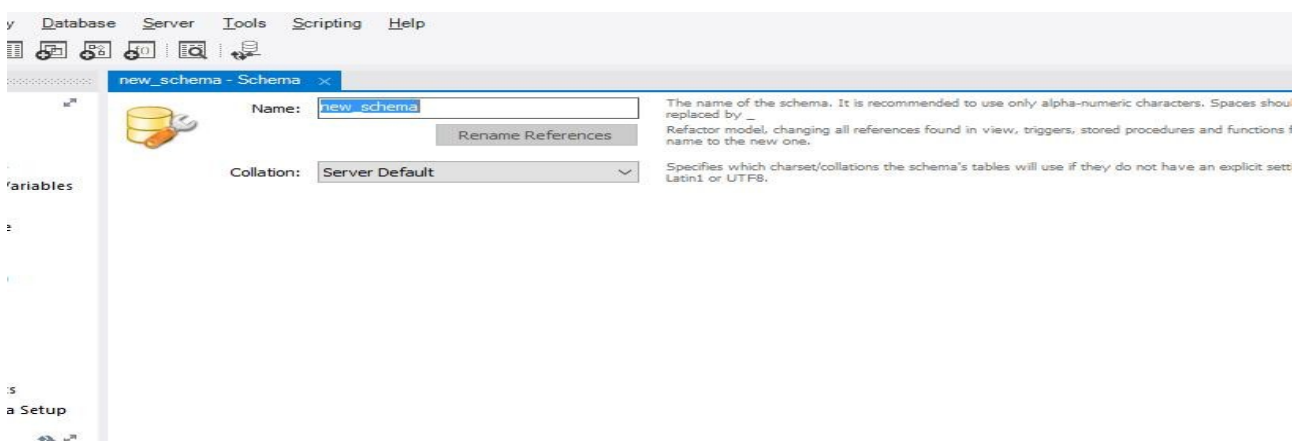 y Database Server Tools Scripting Help
new_schema - Schema
Name: new_schema
The name of the schema. It is recommended to use only alpha-numeric characters. Spaces shou
replaced by _
Rename References
Refactor model, changing all references found in view, triggers, stored procedures and functions f
name to the new one.
Collation: Server Default
Specifies which charset/collations the schema's tables will use if they do not have an explicit sett
Latin1 or UTF8.
ariables
e
s
a Setup